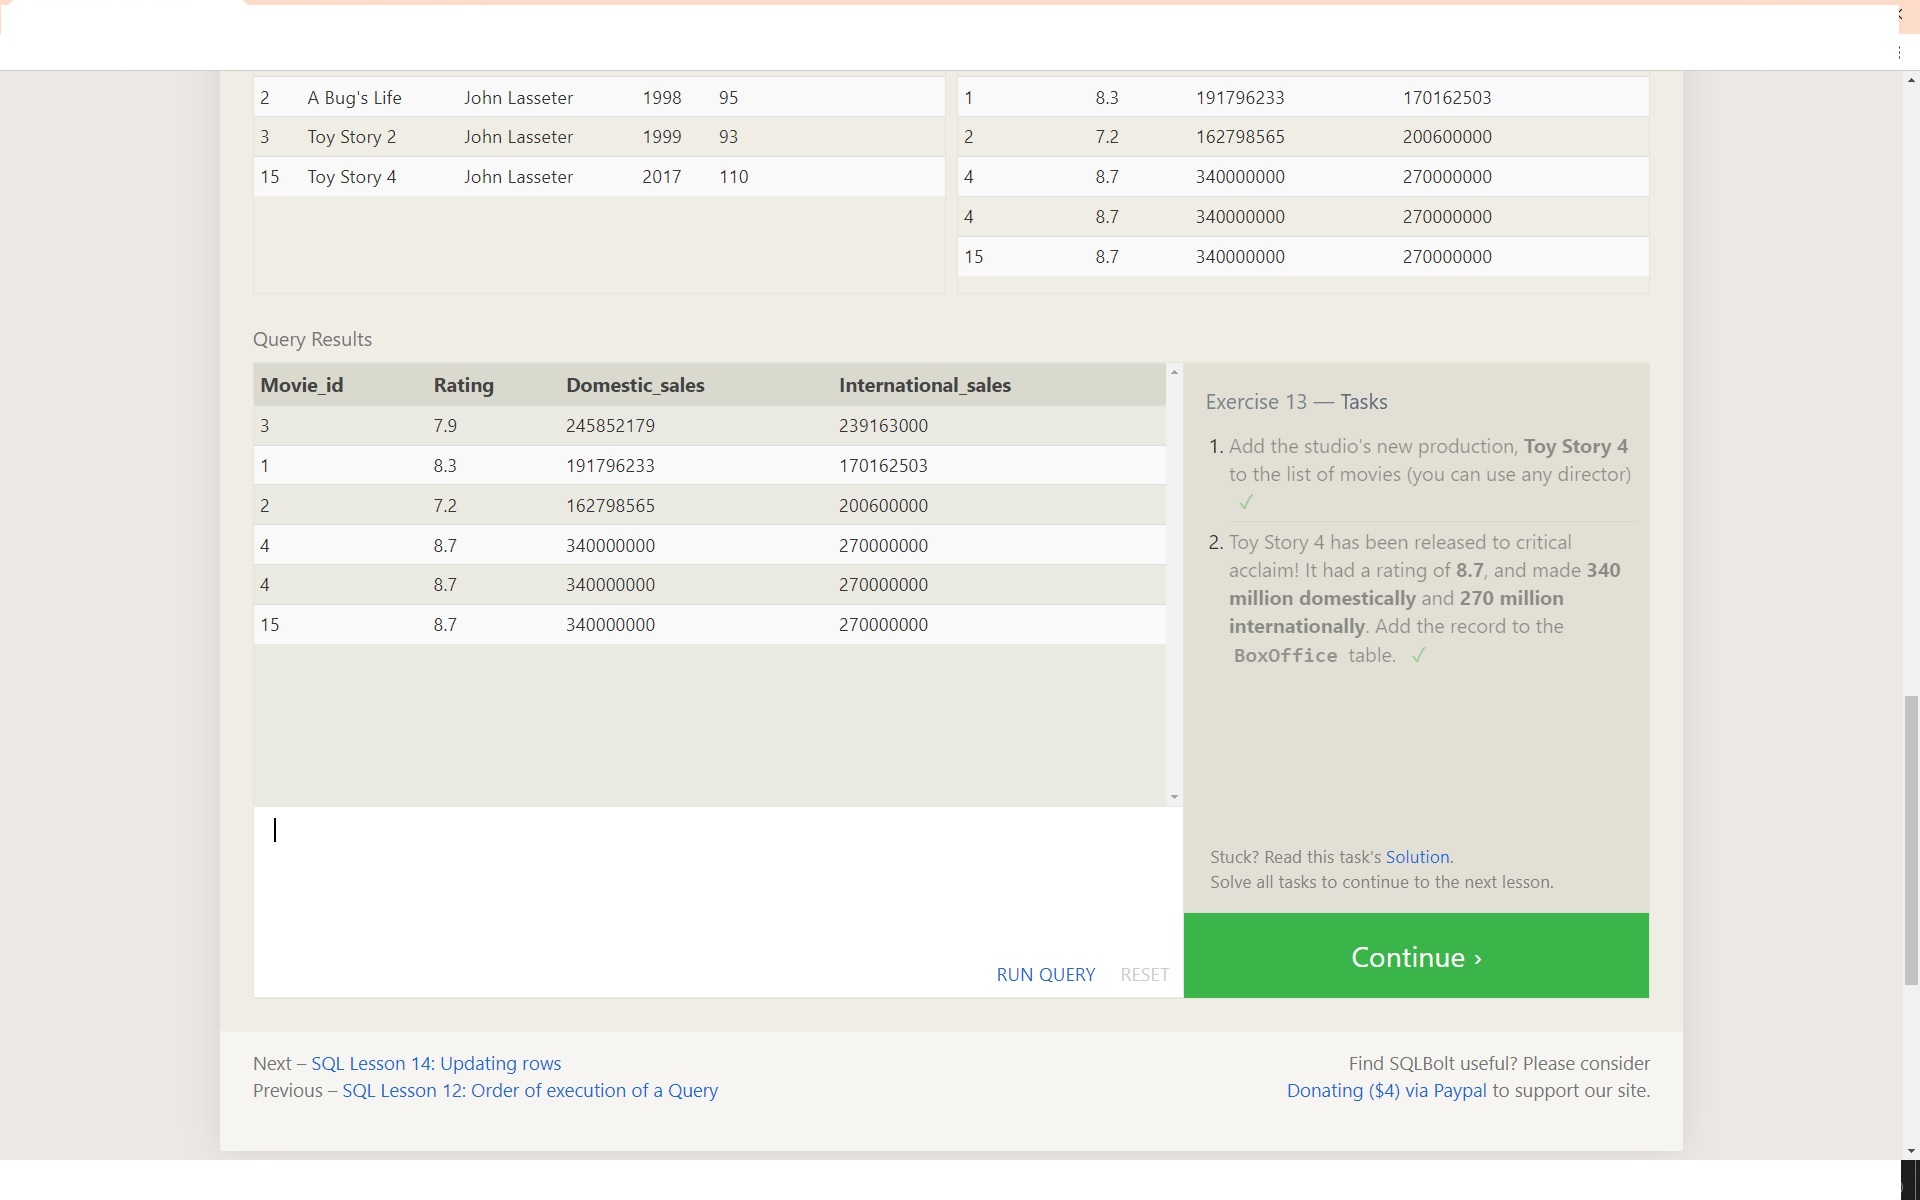 2 A Bug's Life John Lasseter 1998 95
3 Toy Story 2 John Lasseter 1999 93
15 Toy Story 4 John Lasseter 2017 110
1 8.3 191796233 170162503
2 7.2 162798565 200600000
4 8.7 340000000 270000000
4 8.7 340000000 270000000
15 8.7 340000000 270000000
Query Results
Movie_id Rating Domestic_sales International_sales
3 7.9 245852179 239163000
1 8.3 191796233 170162503
2 7.2 162798565 200600000
4 8.7 340000000 270000000
4 8.7 340000000 270000000
15 8.7 340000000 270000000
RUN QUERY RESET
Exercise 13 — Tasks
1. Add the studio's new production, Toy Story 4
to the list of movies (you can use any director)
✓
2. Toy Story 4 has been released to critical
acclaim! It had a rating of 8.7, and made 340
million domestically and 270 million
internationally. Add the record to the
BoxOffice table. ✓
Stuck? Read this task's Solution.
Solve all tasks to continue to the next lesson.
Continue ›
Next – SQL Lesson 14: Updating rows
Previous – SQL Lesson 12: Order of execution of a Query
Find SQLBolt useful? Please consider
Donating ($4) via Paypal to support our site.